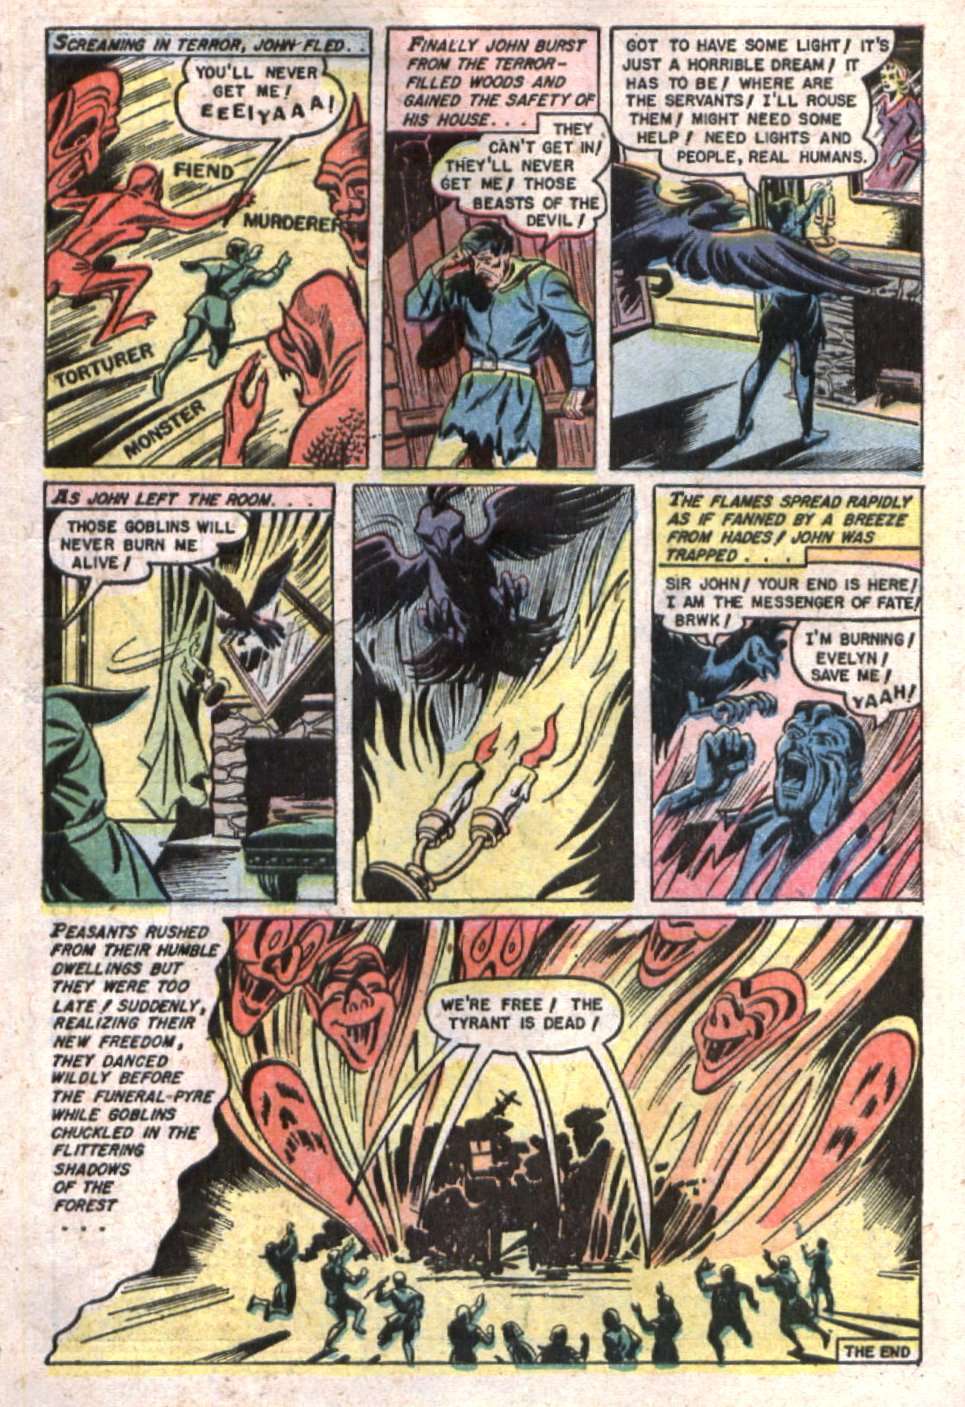 SCREAMING IN TERROR, JOHN FLED. .
YOU'LL NEVER
GET ME!
EEEIYAAA!
FIEND
MURDERER
TORTURER
MONSTER
FINALLY JOHN BURST
FROM THE TERROR-
FILLED WOODS AND
GAINED THE SAFETY OF
HIS HOUSE. . .
THEY
CAN'T GET IN!
THEY'LL NEVER
GET ME! THOSE
BEASTS OF THE
DEVIL!
GOT TO HAVE SOME LIGHT! IT'S
JUST A HORRIBLE DREAM! IT
HAS TO BE! WHERE ARE
THE SERVANTS! I'LL ROUSE
THEM! MIGHT NEED SOME
HELP! NEED LIGHTS AND
PEOPLE, REAL HUMANS.
AS JOHN LEFT THE ROOM. . . .
THOSE GOBLINS WILL
NEVER BURN ME
ALIVE!
THE FLAMES SPREAD RAPIDLY
AS IF FANNED BY A BREEZE
FROM HADES! JOHN WAS
TRAPPED . . . .
SIR JOHN! YOUR END IS HERE!
I AM THE MESSENGER OF FATE!
BRWK!
I'M BURNING!
EVELYN!
SAVE ME!
YAAH!
PEASANTS RUSHED
FROM THEIR HUMBLE
DWELLINGS BUT
THEY WERE TOO
LATE! SUDDENLY,
REALIZING THEIR
NEW FREEDOM,
THEY DANCED
WILDLY BEFORE
THE FUNERAL-PYRE
WHILE GOBLINS
CHUCKLED IN THE
FLITTERING
SHADOWS
OF THE
FOREST
. . .
WE'RE FREE! THE
TYRANT IS DEAD!
THE END